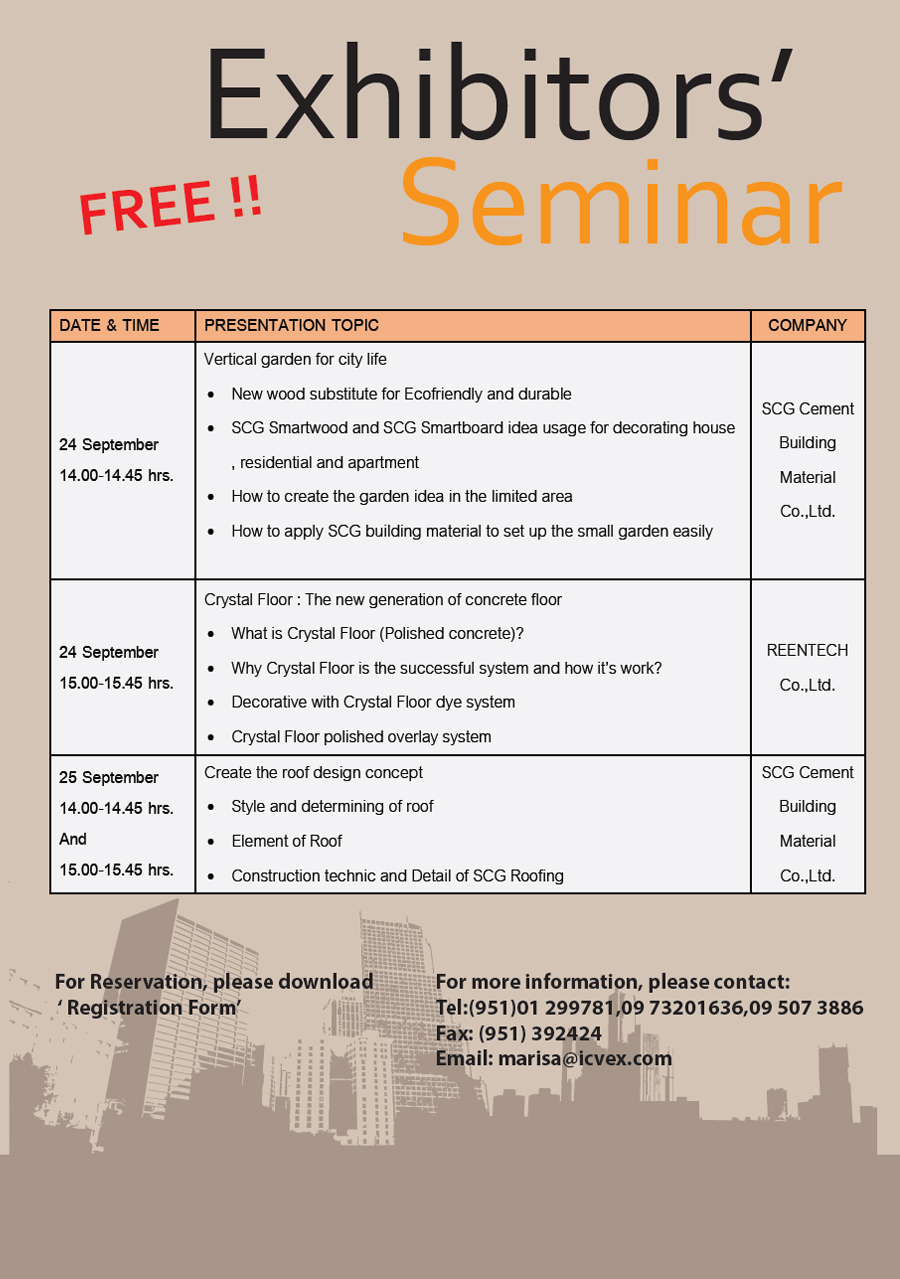 Exhibitors’
Seminar
FREE !!
DATE & TIME
PRESENTATION TOPIC
COMPANY
24 September
14.00-14.45 hrs.
Vertical garden for city life
• New wood substitute for Ecofriendly and durable
• SCG Smartwood and SCG Smartboard idea usage for decorating house
, residential and apartment
• How to create the garden idea in the limited area
• How to apply SCG building material to set up the small garden easily
SCG Cement
Building
Material
Co.,Ltd.
24 September
15.00-15.45 hrs.
Crystal Floor : The new generation of concrete floor
• What is Crystal Floor (Polished concrete)?
• Why Crystal Floor is the successful system and how it's work?
• Decorative with Crystal Floor dye system
• Crystal Floor polished overlay system
REENTECH
Co.,Ltd.
25 September
14.00-14.45 hrs.
And
15.00-15.45 hrs.
Create the roof design concept
• Style and determining of roof
• Element of Roof
• Construction technic and Detail of SCG Roofing
SCG Cement
Building
Material
Co.,Ltd.
For Reservation, please download
‘ Registration Form’
For more information, please contact:
Tel:(951)01 299781,09 73201636,09 507 3886
Fax: (951) 392424
Email: marisa@icvex.com